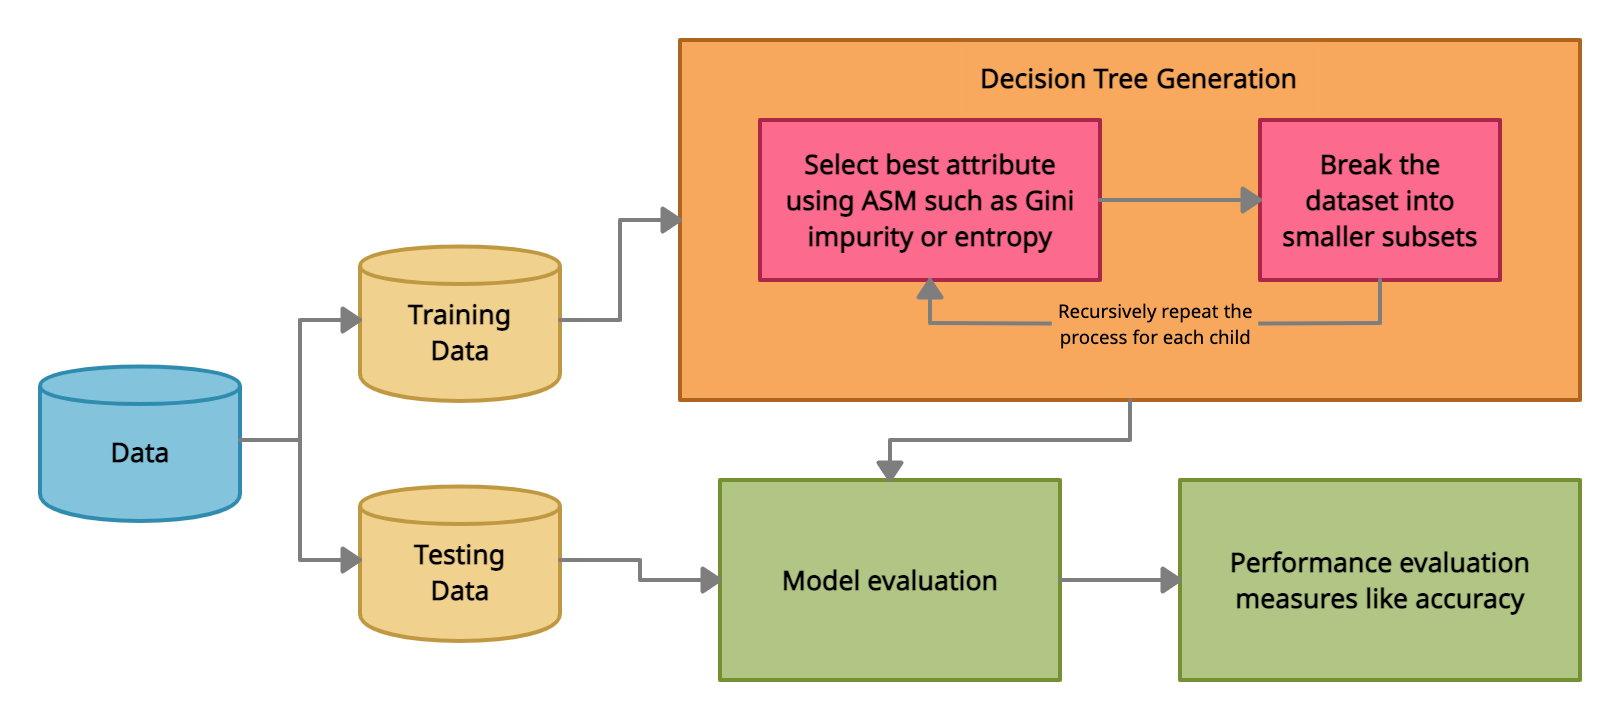 Decision Tree Generation
Select best attribute
using ASM such as Gini
impurity or entropy
Break the
dataset into
smaller subsets
Recursively repeat the
process for each child
Training
Data
Data
Testing
Data
Model evaluation
Performance evaluation
measures like accuracy